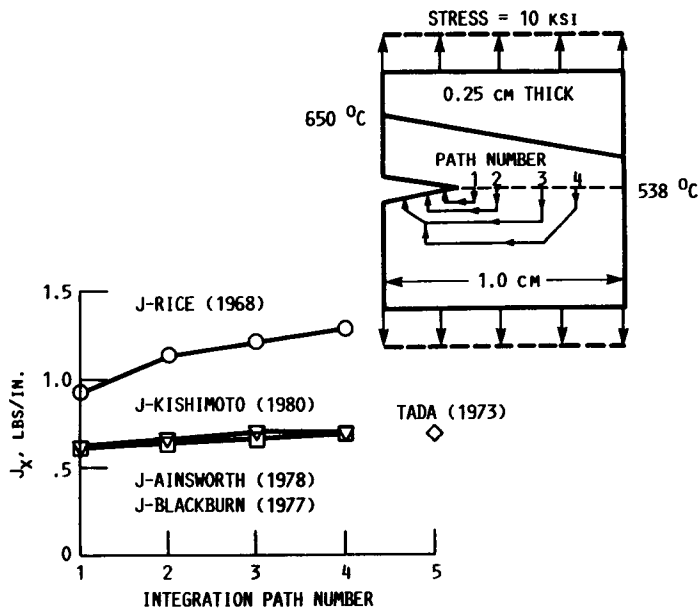 STRESS = 10 KSI
0.25 CM THICK
650 °C
PATH NUMBER
1 2 3 4
538 °C
1.0 CM
1.5
J-RICE (1968)
1.0
J-KISHIMOTO (1980)
TADA (1973)
Jx, LBS/IN.
.5
J-AINSWORTH (1978)
J-BLACKBURN (1977)
0
1 2 3 4 5
INTEGRATION PATH NUMBER